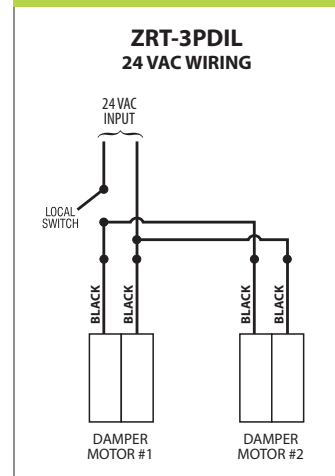 ZRT-3PDIL
24 VAC WIRING
24 VAC
INPUT
LOCAL
SWITCH
BLACK
BLACK
BLACK
BLACK
DAMPER
MOTOR #1
DAMPER
MOTOR #2